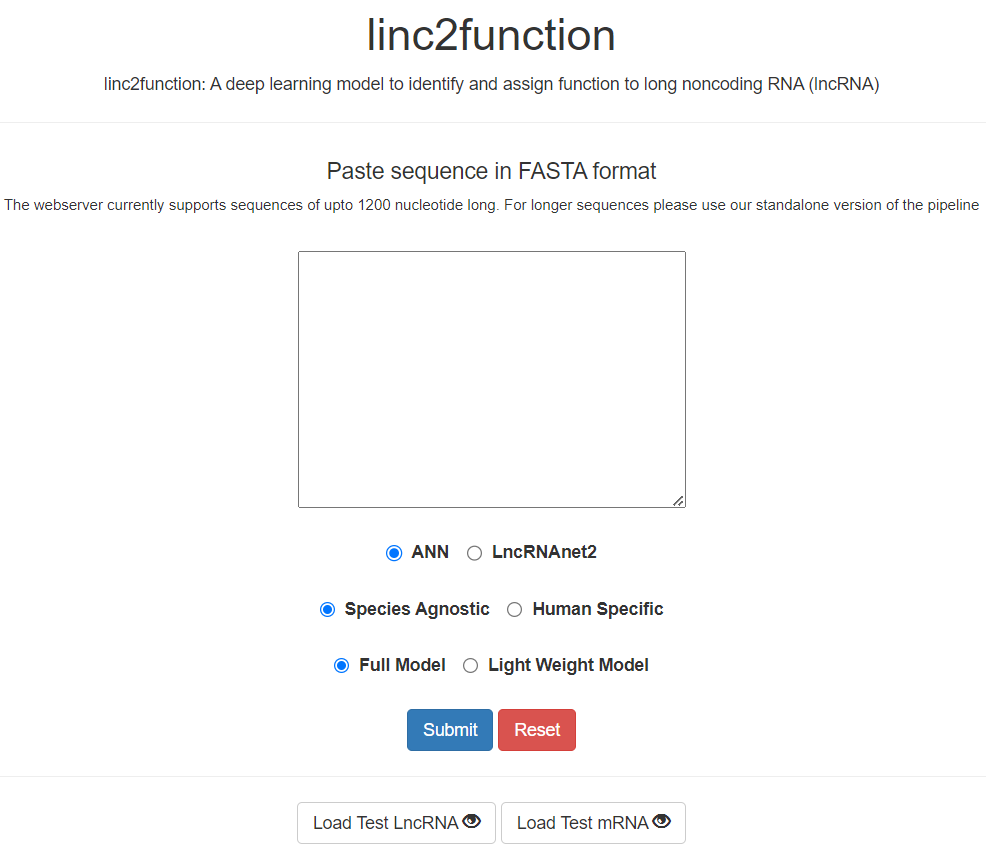 linc2function
linc2function: A deep learning model to identify and assign function to long noncoding RNA (lncRNA)
Paste sequence in FASTA format
The webserver currently supports sequences of upto 1200 nucleotide long. For longer sequences please use our standalone version of the pipeline
ANN LncRNAnet2
Species Agnostic Human Specific
Full Model Light Weight Model
Submit Reset
Load Test LncRNA Load Test mRNA